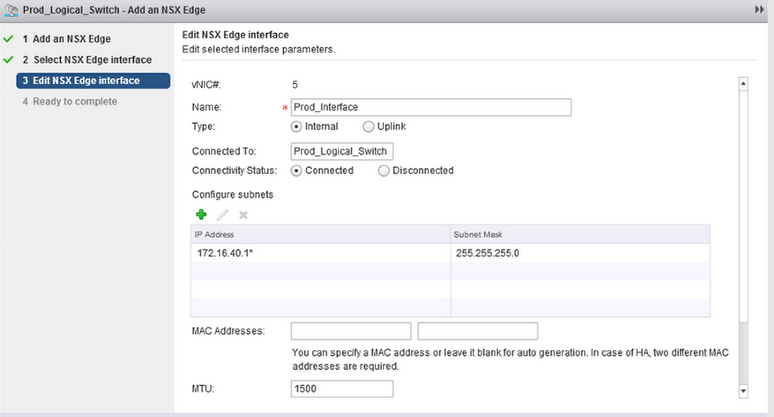 Prod_Logical_Switch - Add an NSX Edge
1 Add an NSX Edge
2 Select NSX Edge interface
3 Edit NSX Edge interface
4 Ready to complete
Edit NSX Edge interface
Edit selected interface parameters.
vNIC#: 5
Name: * Prod_Interface
Type: Internal Uplink
Connected To: Prod_Logical_Switch
Connectivity Status: Connected Disconnected
Configure subnets
IP Address Subnet Mask
172.16.40.1* 255.255.255.0
MAC Addresses:
You can specify a MAC address or leave it blank for auto generation. In case of HA, two different MAC
addresses are required.
MTU: 1500